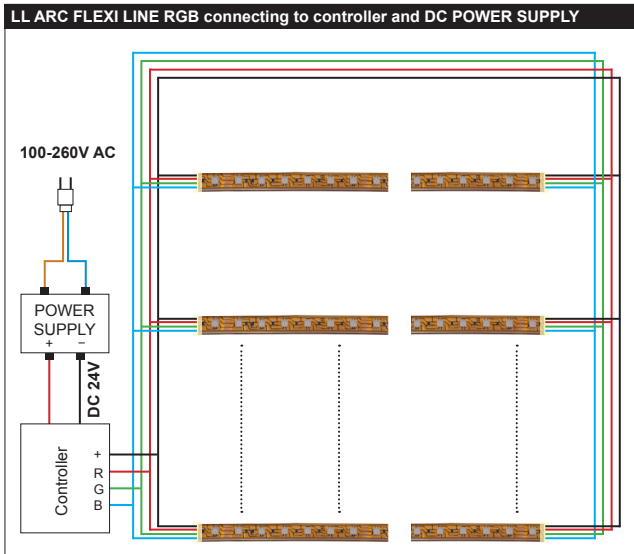 LL ARC FLEXI LINE RGB connecting to controller and DC POWER SUPPLY
100-260V AC
POWER
SUPPLY
+ −
DC 24V
Controller
+
R
G
B